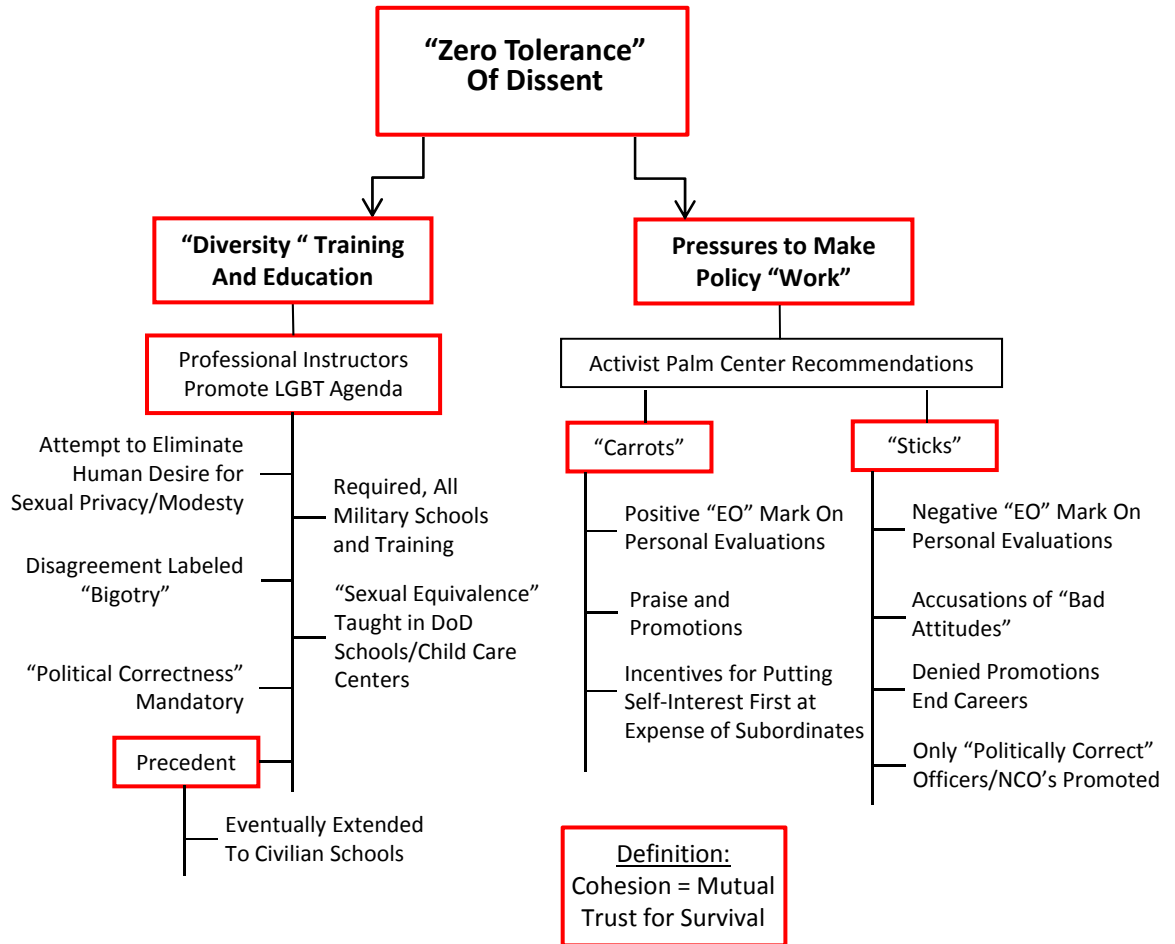 “Zero Tolerance”
Of Dissent
“Diversity “ Training
And Education
Professional Instructors
Promote LGBT Agenda
Attempt to Eliminate
Human Desire for
Sexual Privacy/Modesty
Required, All
Military Schools
and Training
Disagreement Labeled
“Bigotry”
“Sexual Equivalence”
Taught in DoD
Schools/Child Care
Centers
“Political Correctness”
Mandatory
Precedent
Eventually Extended
To Civilian Schools
Pressures to Make
Policy “Work”
Activist Palm Center Recommendations
“Carrots”
Positive “EO” Mark On
Personal Evaluations
Praise and
Promotions
Incentives for Putting
Self-Interest First at
Expense of Subordinates
“Sticks”
Negative “EO” Mark On
Personal Evaluations
Accusations of “Bad
Attitudes”
Denied Promotions
End Careers
Only “Politically Correct”
Officers/NCO’s Promoted
Definition:
Cohesion = Mutual
Trust for Survival